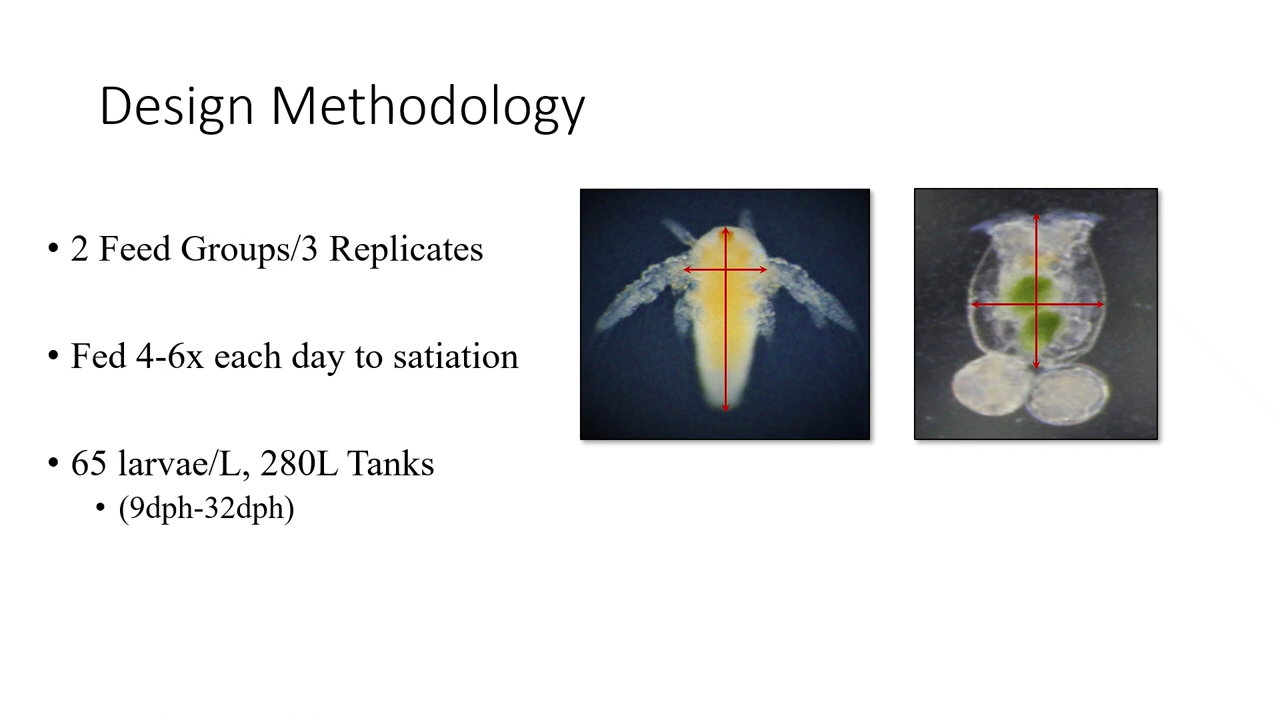 Design Methodology
• 2 Feed Groups/3 Replicates
• Fed 4-6x each day to satiation
• 65 larvae/L, 280L Tanks
• (9dph-32dph)